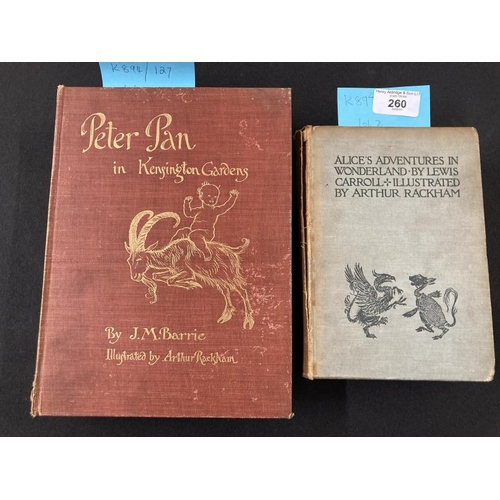 K894/127
Peter Pan
in Kensington Gardens
By J.M. Barrie
Illustrated by Arthur Rackham
260
ALICE'S ADVENTURES IN
WONDERLAND · BY LEWIS
CARROLL ✢ ILLUSTRATED
BY ARTHUR RACKHAM